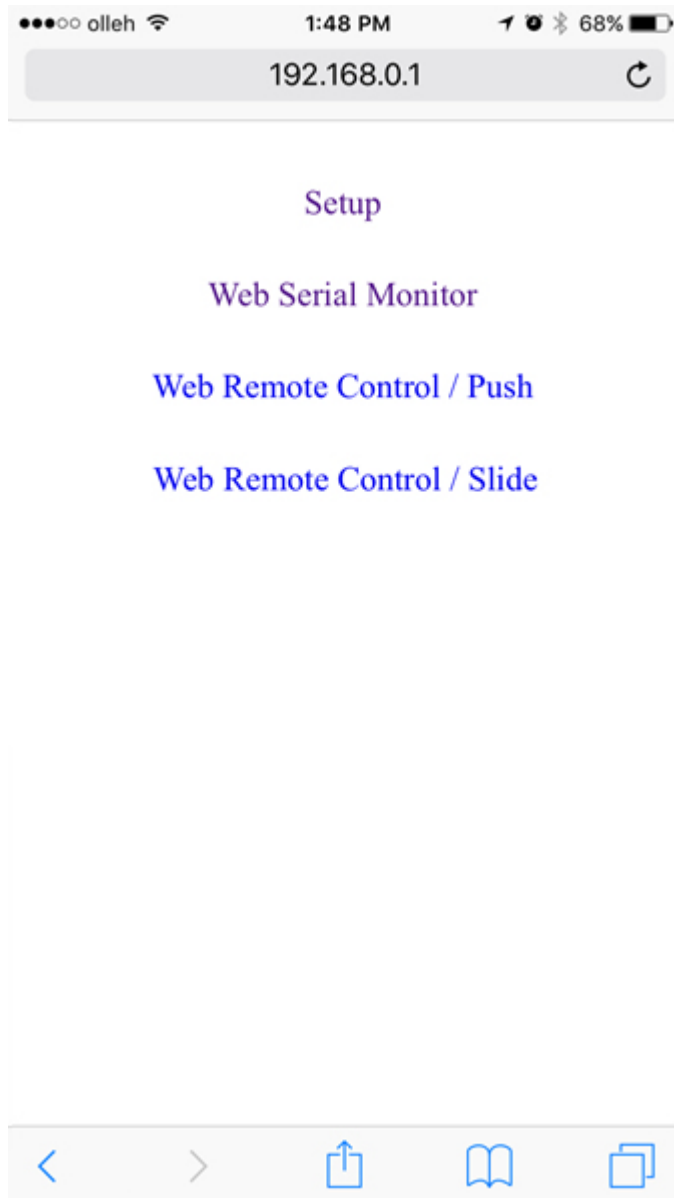 olleh 1:48 PM 68%
192.168.0.1
Setup
Web Serial Monitor
Web Remote Control / Push
Web Remote Control / Slide